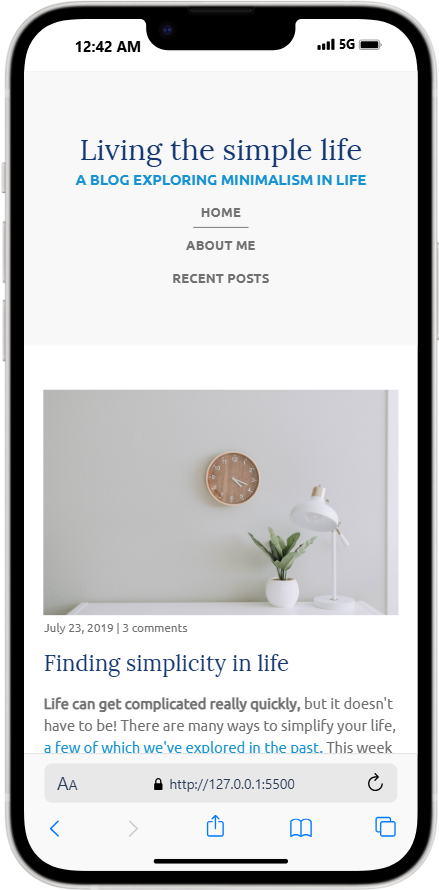 12:42 AM
5G
Living the simple life
A BLOG EXPLORING MINIMALISM IN LIFE
HOME
ABOUT ME
RECENT POSTS
July 23, 2019 | 3 comments
Finding simplicity in life
Life can get complicated really quickly, but it doesn't
have to be! There are many ways to simplify your life,
a few of which we've explored in the past. This week
AA
http://127.0.0.1:5500